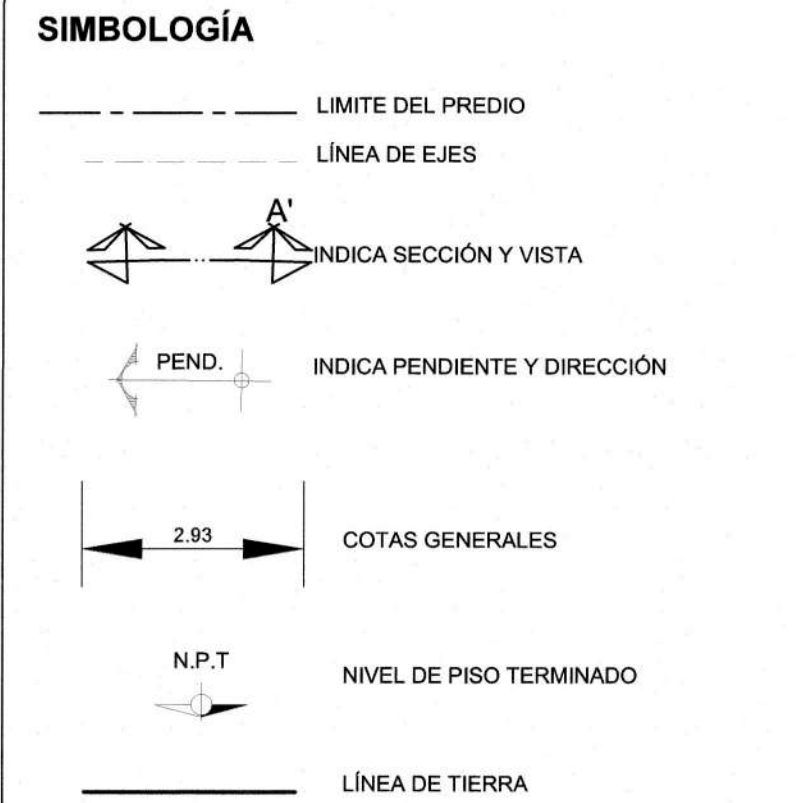 SIMBOLOGÍA
LIMITE DEL PREDIO
LÍNEA DE EJES
A'
INDICA SECCIÓN Y VISTA
PEND.
INDICA PENDIENTE Y DIRECCIÓN
2.93
COTAS GENERALES
N.P.T
NIVEL DE PISO TERMINADO
LÍNEA DE TIERRA